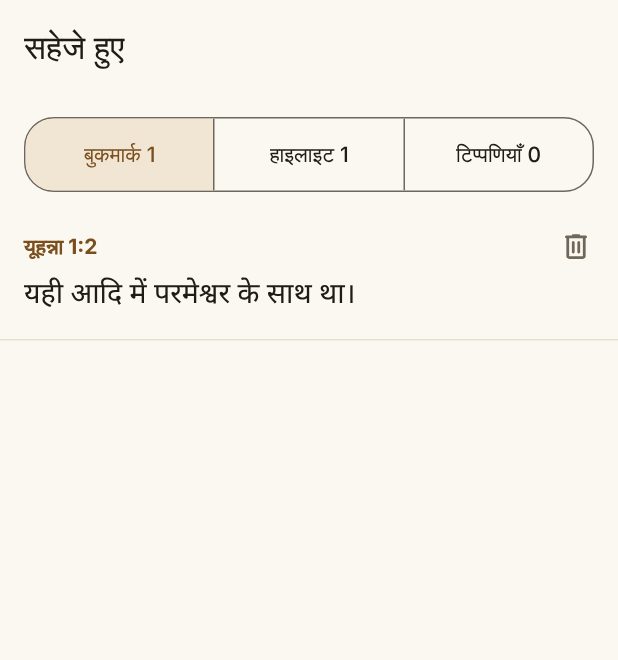 सहेजे हुए
बुकमार्क 1
हाइलाइट 1
टिप्पणियाँ 0
यूहन्ना 1:2
यही आदि में परमेश्वर के साथ था।